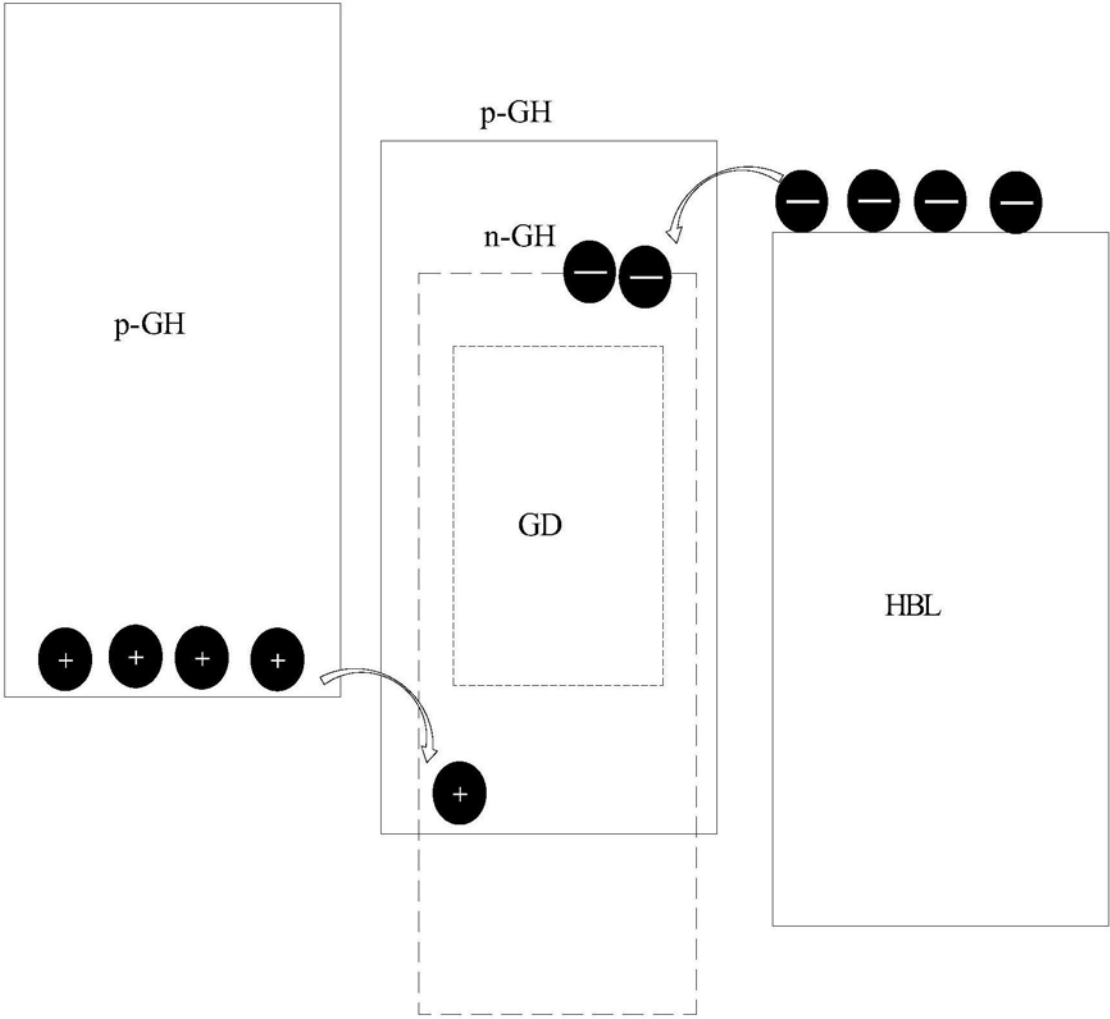 p-GH
n-GH
p-GH
GD
HBL
+ + + +
+
− − − −
− −